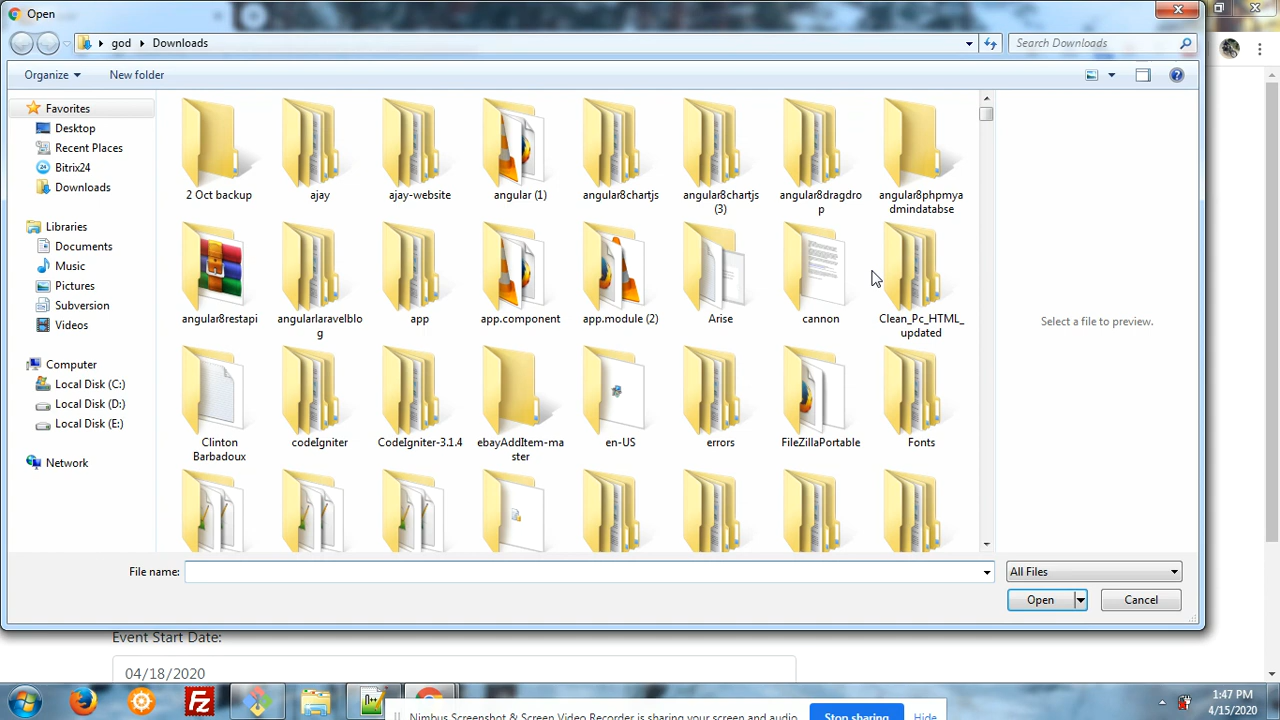 Open
god Downloads Search Downloads
Organize New folder
Favorites
Desktop
Recent Places
Bitrix24
Downloads
Libraries
Documents
Music
Pictures
Subversion
Videos
Computer
Local Disk (C:)
Local Disk (D:)
Local Disk (E:)
Network
2 Oct backup ajay ajay-website angular (1) angular8chartjs angular8chartjs (3) angular8dragdrop angular8phpmyadmindatabse
angular8restapi angularlaravelblog app app.component app.module (2) Arise cannon Clean_Pc_HTML_updated
Clinton Barbadoux codeIgniter CodeIgniter-3.1.4 ebayAddItem-master en-US errors FileZillaPortable Fonts
Select a file to preview.
File name: All Files
Open Cancel
Event Start Date:
04/18/2020
Nimbus Screenshot & Screen Video Recorder is sharing your screen and audio. Stop sharing Hide
1:47 PM
4/15/2020